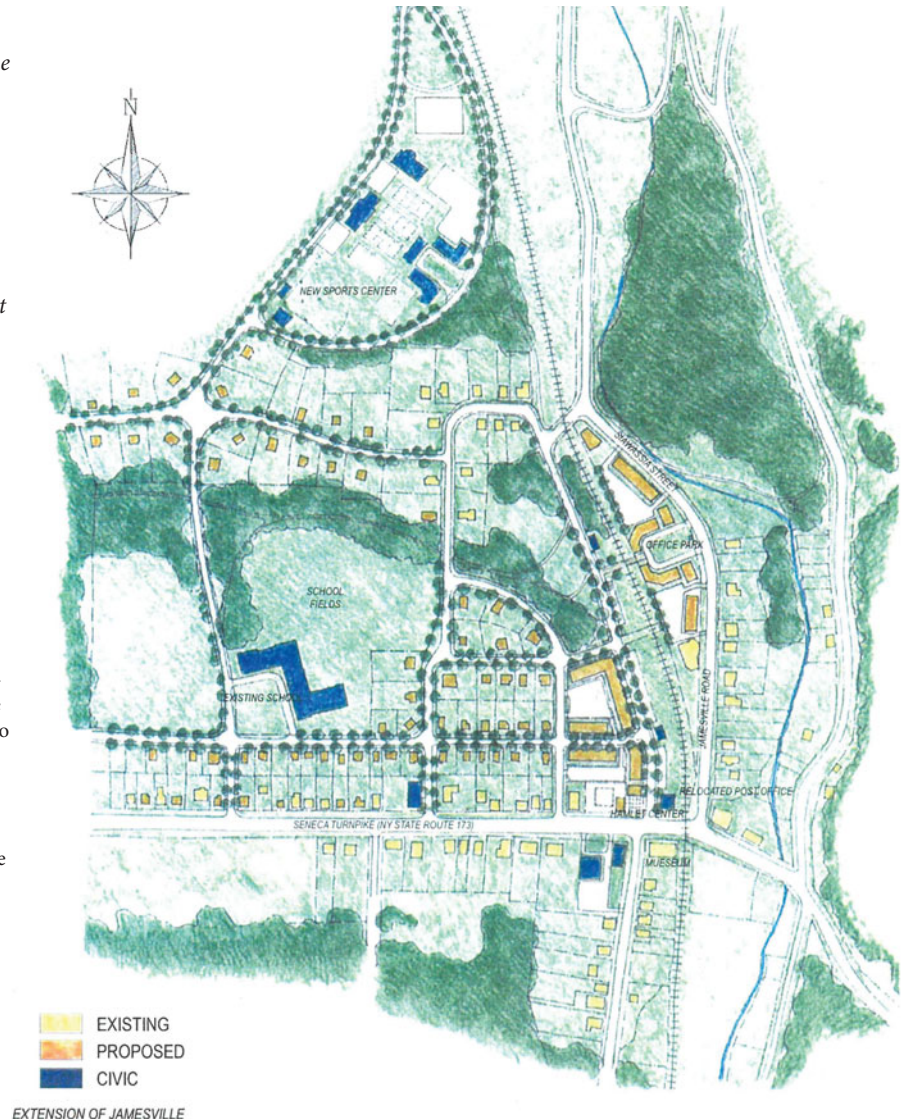 e
N
t
NEW SPORTS CENTER
OFFICE PARK
SCHOOL
FIELDS
EXISTING SCHOOL
JAMESVILLE ROAD
o
RELOCATED POST OFFICE
HAMLET CENTER
SENECA TURNPIKE (NY STATE ROUTE 173)
e
MUESEUM
EXISTING
PROPOSED
CIVIC
EXTENSION OF JAMESVILLE